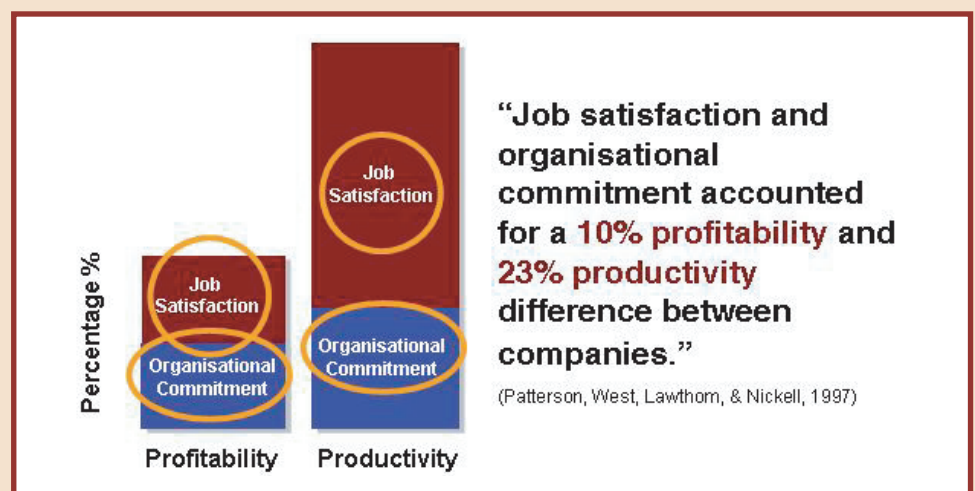 Percentage %
Job
Satisfaction
Organisational
Commitment
Profitability
Job
Satisfaction
Organisational
Commitment
Productivity
“Job satisfaction and
organisational
commitment accounted
for a 10% profitability and
23% productivity
difference between
companies.”
(Patterson, West, Lawthom, & Nickell, 1997)